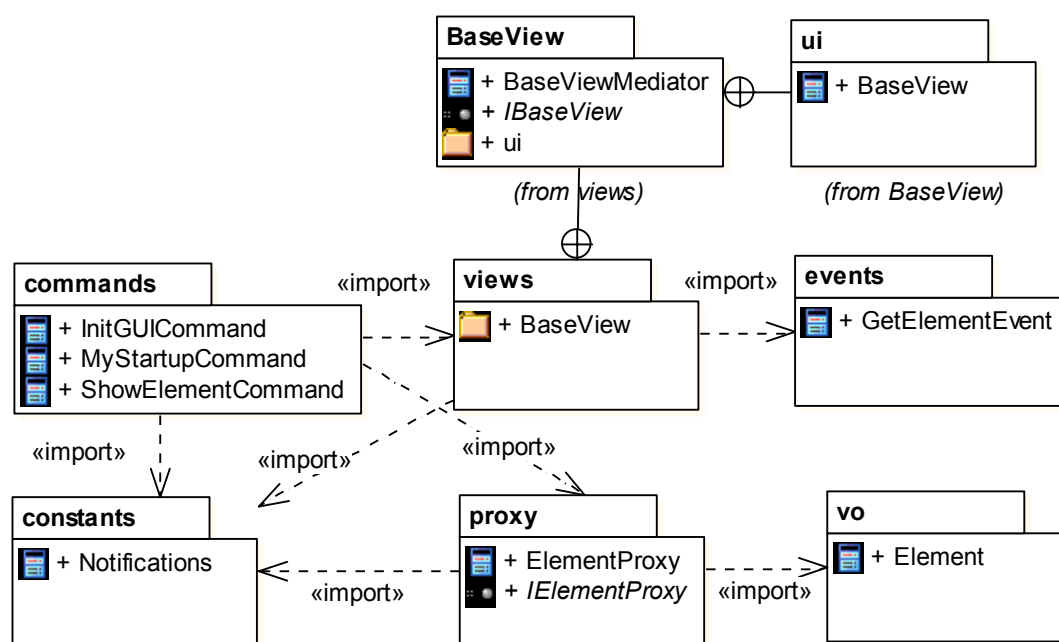 BaseView
+ BaseViewMediator
+ IBaseView
+ ui
(from views)
ui
+ BaseView
(from BaseView)
commands
+ InitGUICommand
+ MyStartupCommand
+ ShowElementCommand
«import»
views
+ BaseView
«import»
events
+ GetElementEvent
«import»
«import»
«import»
constants
+ Notifications
«import»
proxy
+ ElementProxy
+ IElementProxy
«import»
vo
+ Element